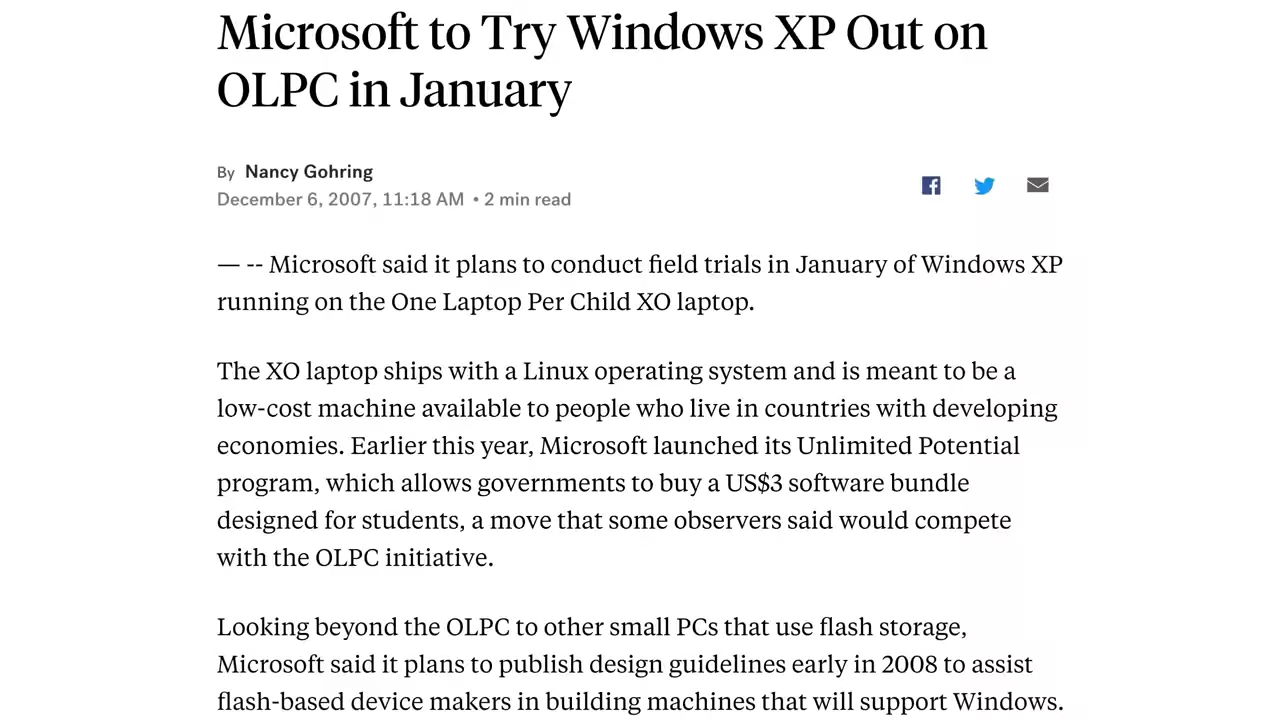 Microsoft to Try Windows XP Out on
OLPC in January
By Nancy Gohring
December 6, 2007, 11:18 AM • 2 min read
— -- Microsoft said it plans to conduct field trials in January of Windows XP
running on the One Laptop Per Child XO laptop.
The XO laptop ships with a Linux operating system and is meant to be a
low-cost machine available to people who live in countries with developing
economies. Earlier this year, Microsoft launched its Unlimited Potential
program, which allows governments to buy a US$3 software bundle
designed for students, a move that some observers said would compete
with the OLPC initiative.
Looking beyond the OLPC to other small PCs that use flash storage,
Microsoft said it plans to publish design guidelines early in 2008 to assist
flash-based device makers in building machines that will support Windows.